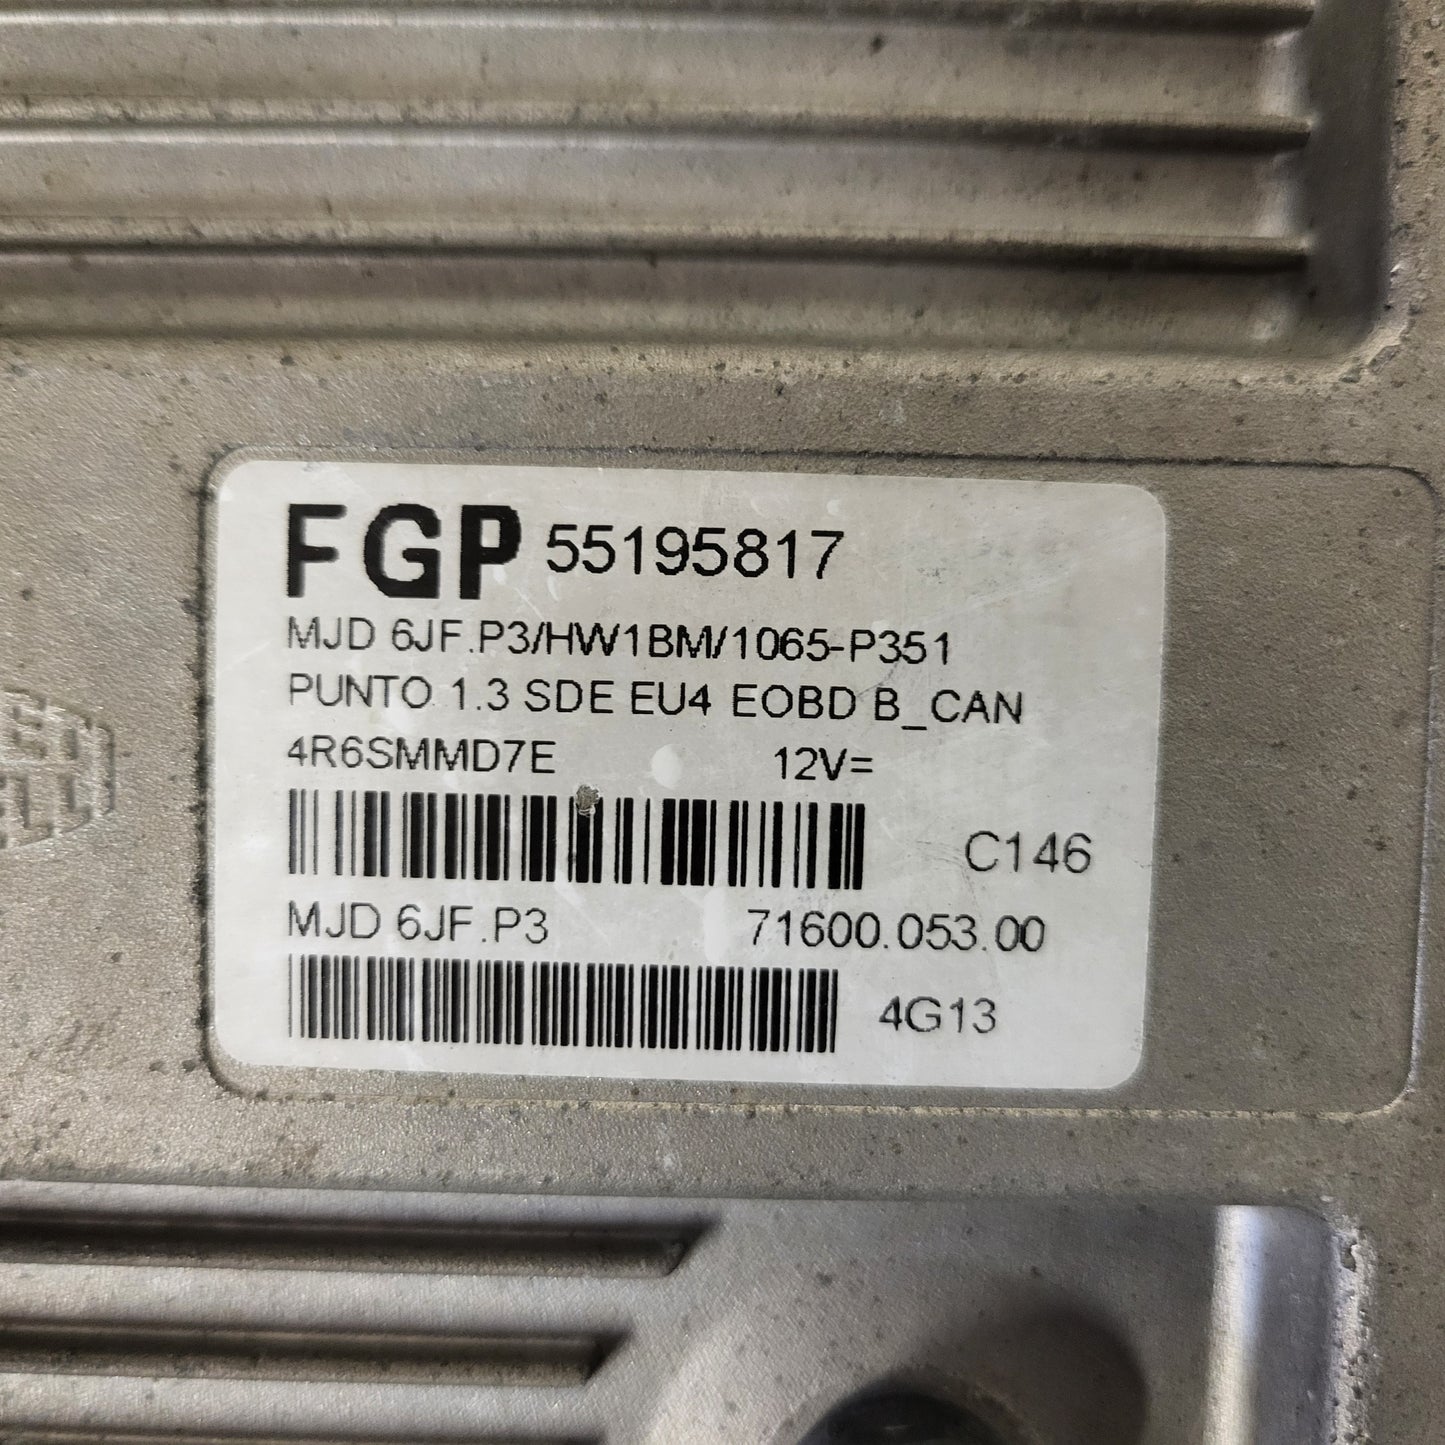 FGP 55195817
MJD 6JF.P3/HW1BM/1065-P351
PUNTO 1.3 SDE EU4 EOBD B_CAN
4R6SMMD7E 12V=
C146
MJD 6JF.P3 71600.053.00
4G13